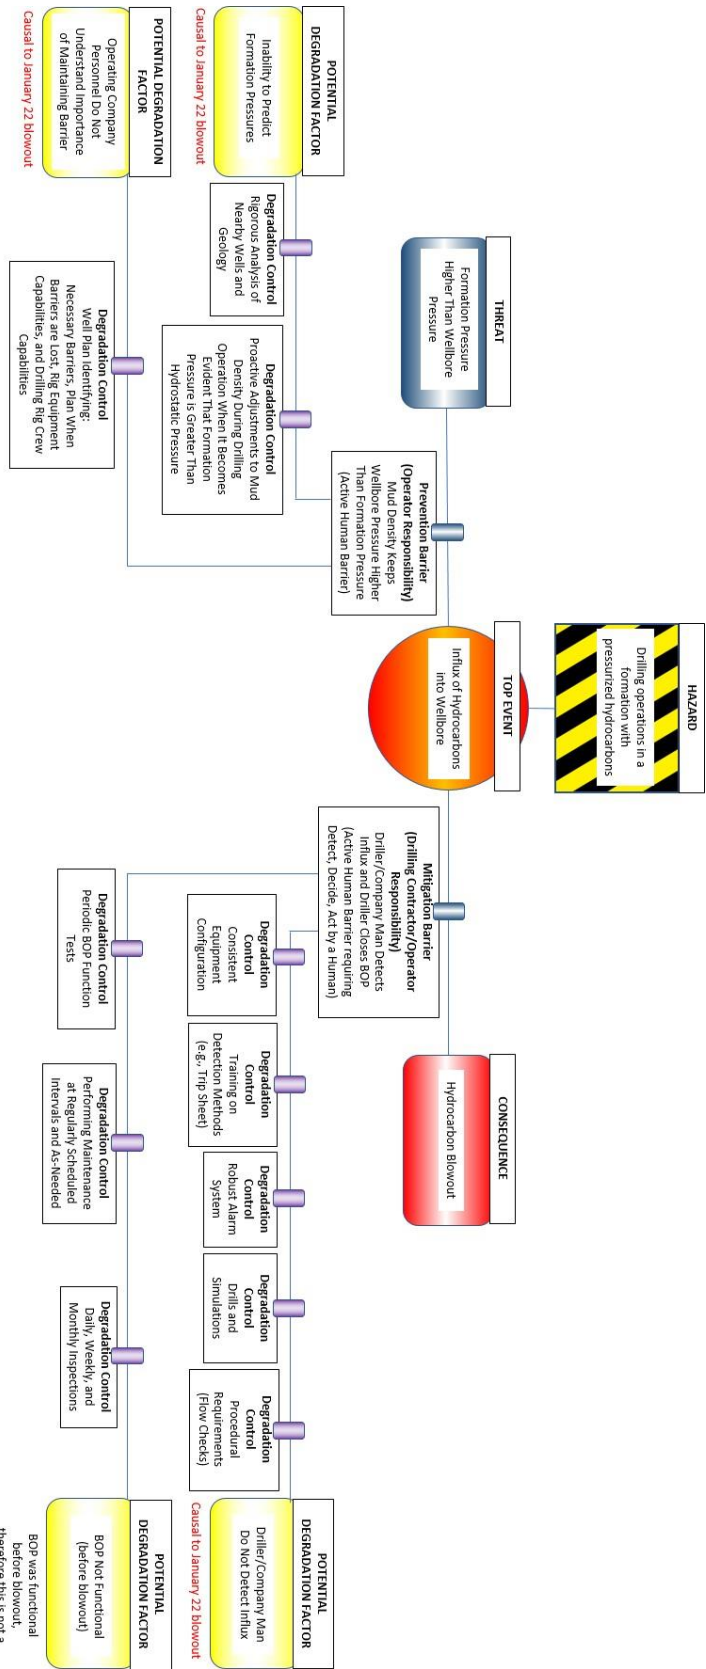 HAZARD
Drilling operations in a
formation with
pressurized hydrocarbons
THREAT
Formation Pressure
Higher Than Wellbore
Pressure
TOP EVENT
Influx of Hydrocarbons
into Wellbore
CONSEQUENCE
Hydrocarbon Blowout
Prevention Barrier
(Operator Responsibility)
Mud Density Keeps
Wellbore Pressure Higher
Than Formation Pressure
(Active Human Barrier)
Mitigation Barrier
(Drilling Contractor/Operator
Responsibility)
Driller/Company Man Detects
Influx and Driller Closes BOP
(Active Human Barrier requiring
Detect, Decide, Act by a Human)
POTENTIAL
DEGRADATION FACTOR
Inability to Predict
Formation Pressures
Causal to January 22 blowout
Degradation Control
Rigorous Analysis of
Nearby Wells and
Geology
Degradation Control
Proactive Adjustments to Mud
Density During Drilling
Operation When It Becomes
Evident That Formation
Pressure is Greater Than
Hydrostatic Pressure
Degradation
Control
Consistent
Equipment
Configuration
Degradation
Control
Training on
Detection Methods
(e.g., Trip Sheet)
Degradation
Control
Robust Alarm
System
Degradation
Control
Drills and
Simulations
Degradation
Control
Procedural
Requirements
(Flow Checks)
POTENTIAL
DEGRADATION FACTOR
Driller/Company Man
Do Not Detect Influx
Causal to January 22 blowout
POTENTIAL DEGRADATION
FACTOR
Operating Company
Personnel Do Not
Understand Importance
of Maintaining Barrier
Causal to January 22 blowout
Degradation Control
Well Plan Identifying:
Necessary Barriers, Plan When
Barriers are Lost, Rig Equipment
Capabilities, and Drilling Rig Crew
Capabilities
Degradation Control
Periodic BOP Function
Tests
Degradation Control
Performing Maintenance
at Regularly Scheduled
Intervals and As-Needed
Degradation Control
Daily, Weekly, and
Monthly Inspections
POTENTIAL
DEGRADATION FACTOR
BOP Not Functional
(before blowout)
BOP was functional
before blowout,
therefore this is not a